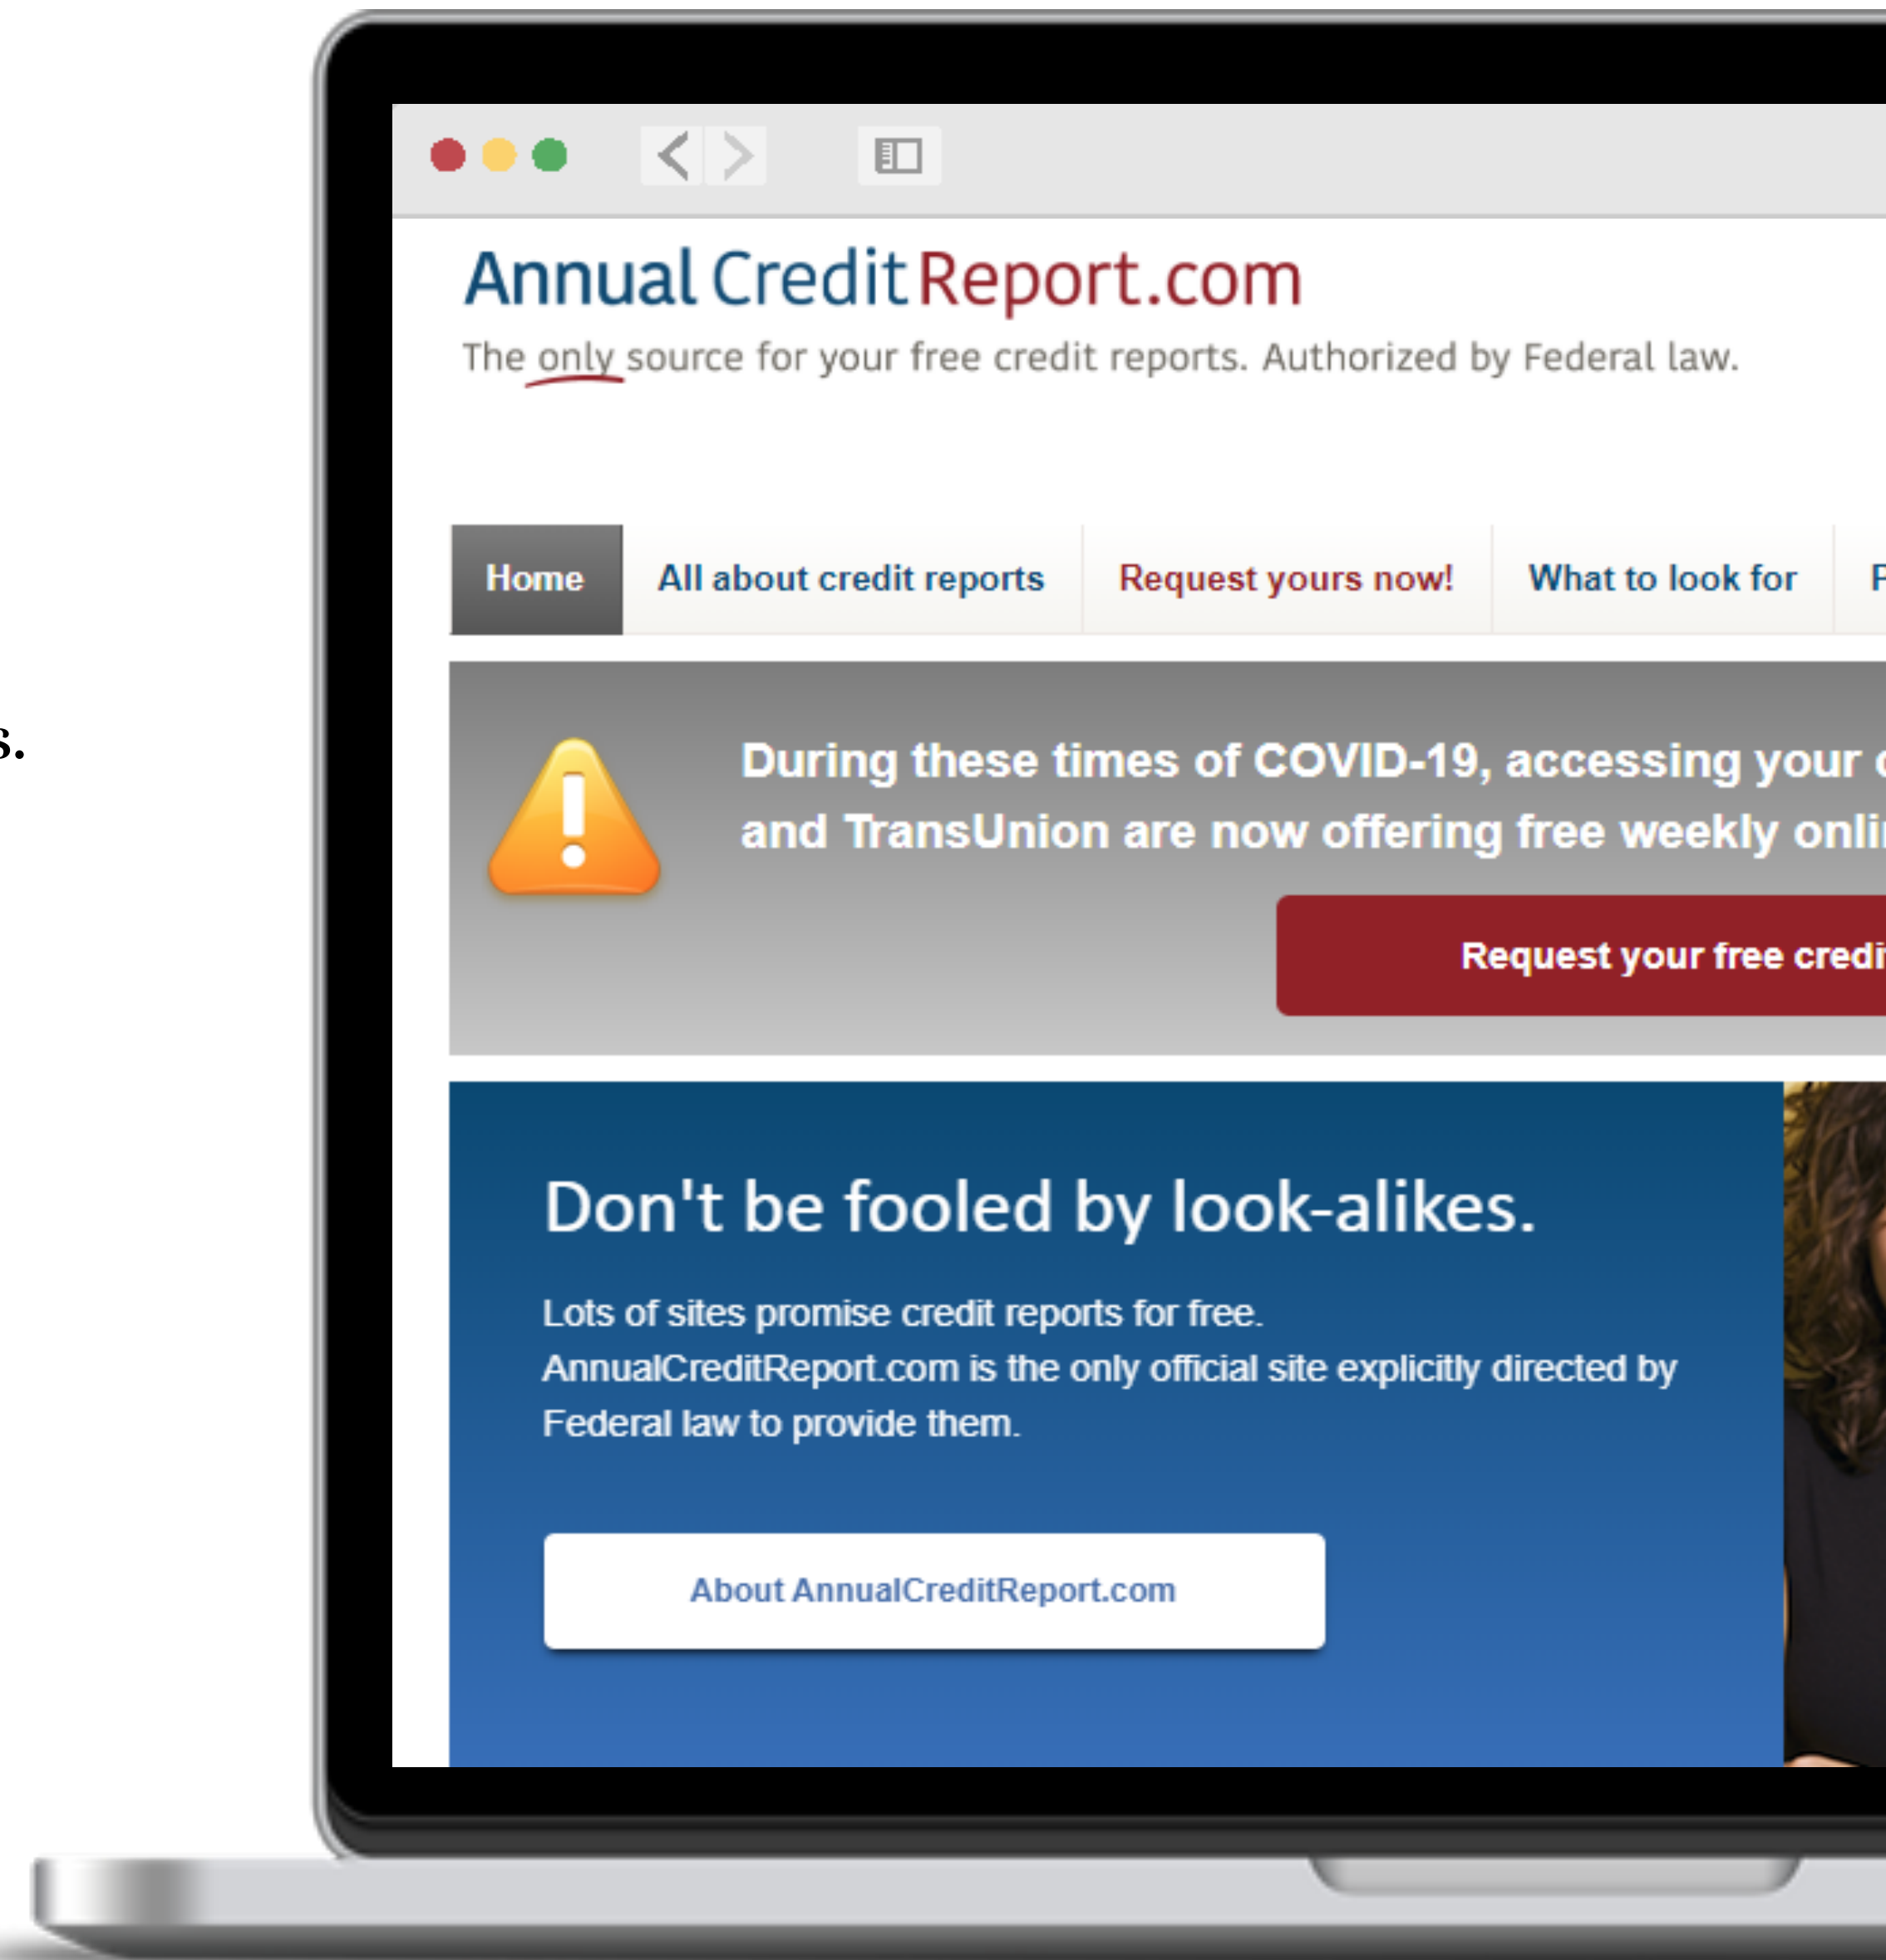 AnnualCreditReport.com
The only source for your free credit reports. Authorized by Federal law.
Home All about credit reports Request yours now! What to look for
s.
During these times of COVID-19, accessing your
and TransUnion are now offering free weekly
Request your free
Don't be fooled by look-alikes.
Lots of sites promise credit reports for free.
AnnualCreditReport.com is the only official site explicitly directed by
Federal law to provide them.
About AnnualCreditReport.com